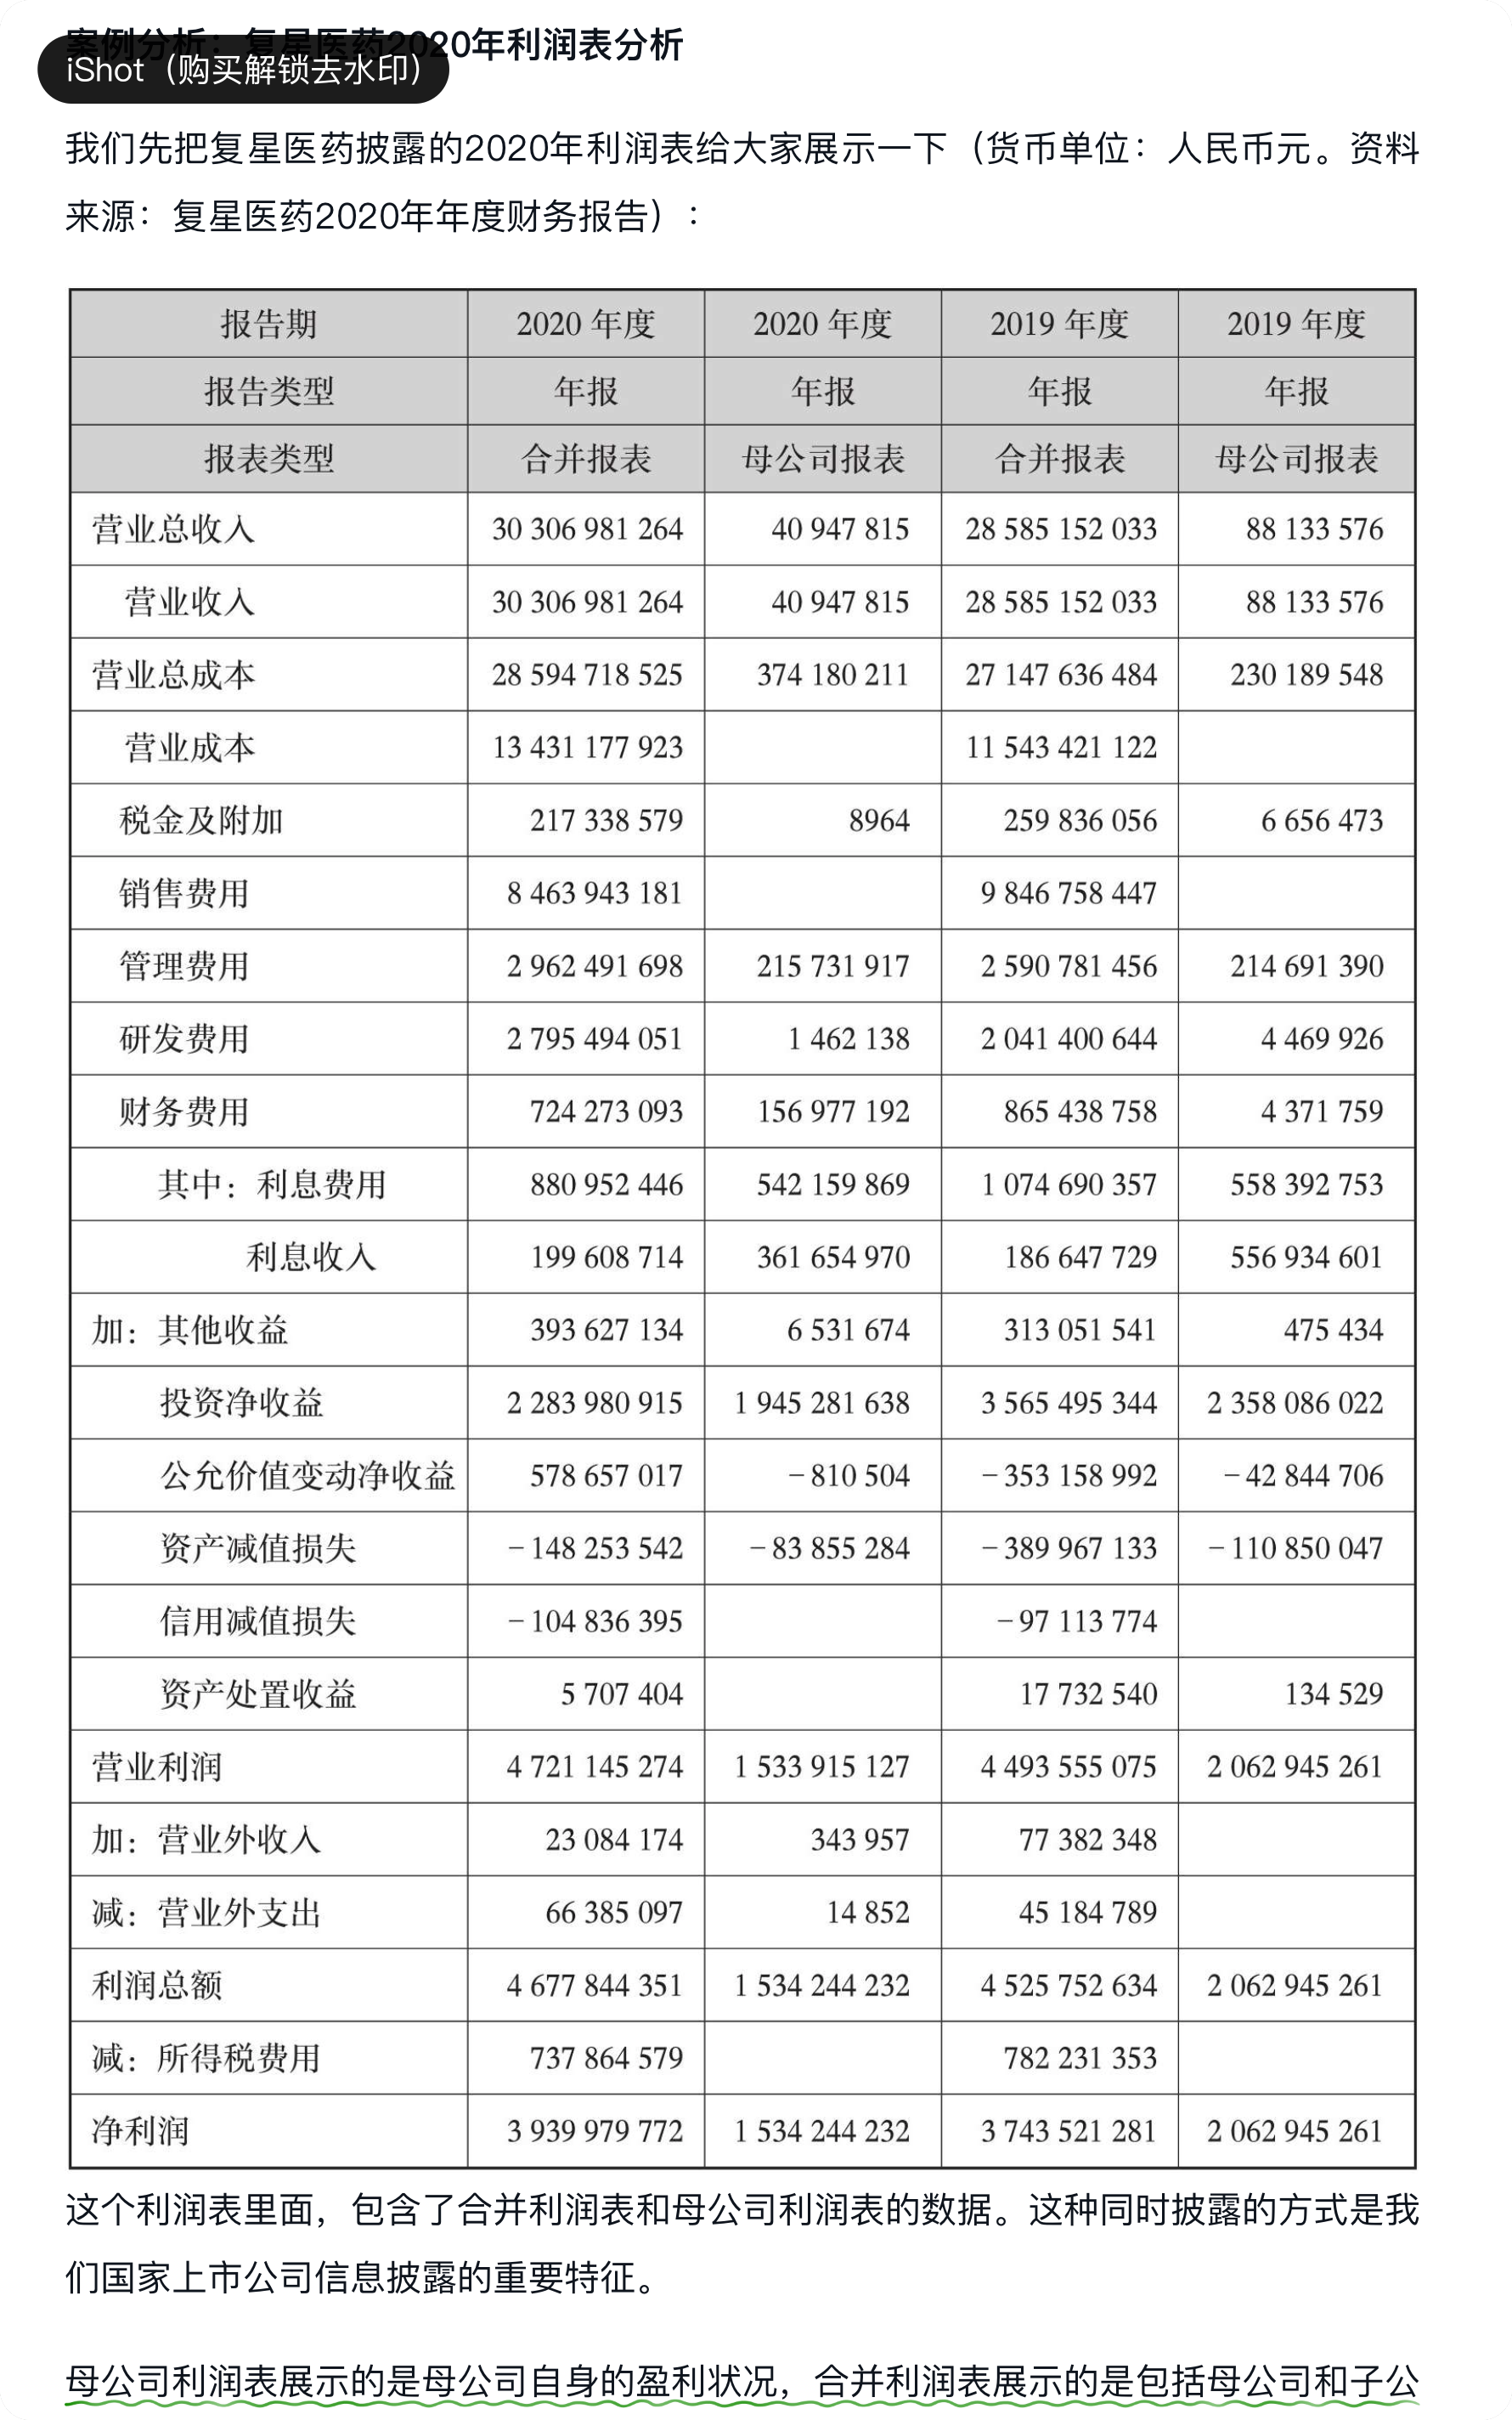 案例分析：复星医药2020年利润表分析
iShot（购买解锁去水印）
我们先把复星医药披露的2020年利润表给大家展示一下（货币单位：人民币元。资料
来源：复星医药2020年年度财务报告）：
报告期 2020 年度 2020 年度 2019 年度 2019 年度
报告类型 年报 年报 年报 年报
报表类型 合并报表 母公司报表 合并报表 母公司报表
营业总收入 30 306 981 264 40 947 815 28 585 152 033 88 133 576
营业收入 30 306 981 264 40 947 815 28 585 152 033 88 133 576
营业总成本 28 594 718 525 374 180 211 27 147 636 484 230 189 548
营业成本 13 431 177 923 11 543 421 122
税金及附加 217 338 579 8964 259 836 056 6 656 473
销售费用 8 463 943 181 9 846 758 447
管理费用 2 962 491 698 215 731 917 2 590 781 456 214 691 390
研发费用 2 795 494 051 1 462 138 2 041 400 644 4 469 926
财务费用 724 273 093 156 977 192 865 438 758 4 371 759
其中：利息费用 880 952 446 542 159 869 1 074 690 357 558 392 753
利息收入 199 608 714 361 654 970 186 647 729 556 934 601
加：其他收益 393 627 134 6 531 674 313 051 541 475 434
投资净收益 2 283 980 915 1 945 281 638 3 565 495 344 2 358 086 022
公允价值变动净收益 578 657 017 －810 504 －353 158 992 －42 844 706
资产减值损失 －148 253 542 －83 855 284 －389 967 133 －110 850 047
信用减值损失 －104 836 395 －97 113 774
资产处置收益 5 707 404 17 732 540 134 529
营业利润 4 721 145 274 1 533 915 127 4 493 555 075 2 062 945 261
加：营业外收入 23 084 174 343 957 77 382 348
减：营业外支出 66 385 097 14 852 45 184 789
利润总额 4 677 844 351 1 534 244 232 4 525 752 634 2 062 945 261
减：所得税费用 737 864 579 782 231 353
净利润 3 939 979 772 1 534 244 232 3 743 521 281 2 062 945 261
这个利润表里面，包含了合并利润表和母公司利润表的数据。这种同时披露的方式是我
们国家上市公司信息披露的重要特征。
母公司利润表展示的是母公司自身的盈利状况，合并利润表展示的是包括母公司和子公